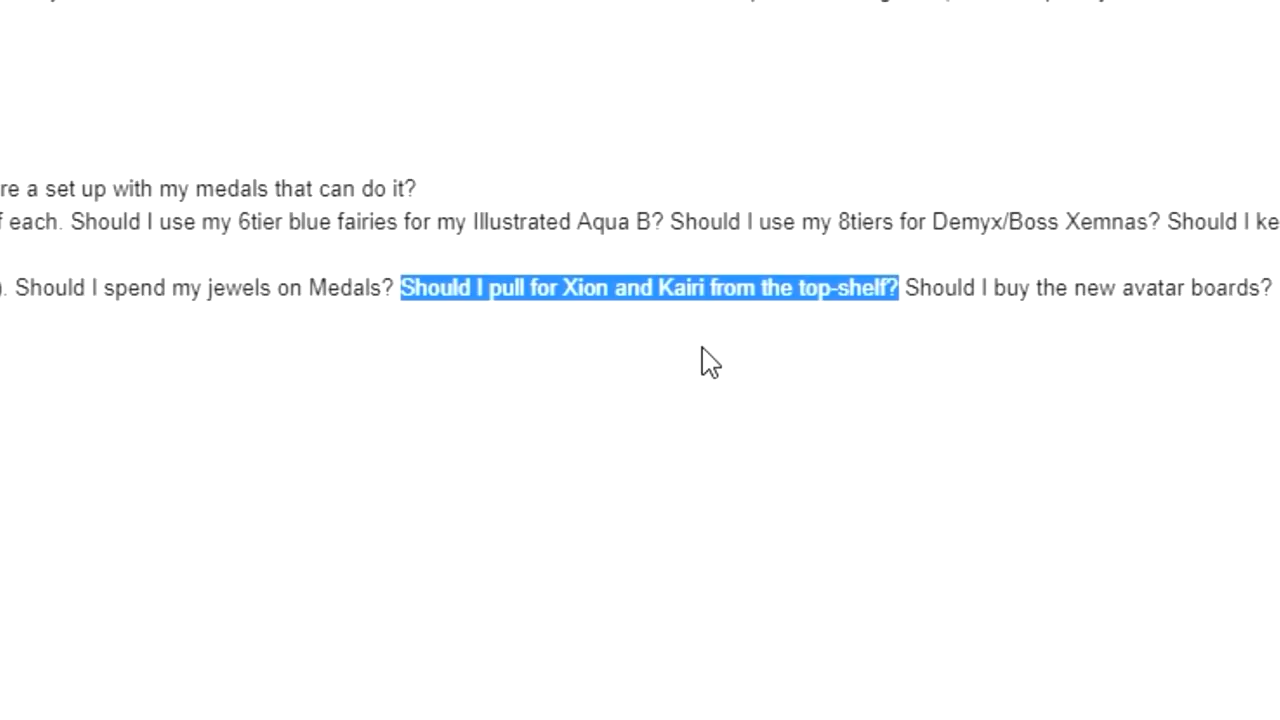 re a set up with my medals that can do it?
f each. Should I use my 6tier blue fairies for my Illustrated Aqua B? Should I use my 8tiers for Demyx/Boss Xemnas? Should I ke
). Should I spend my jewels on Medals? Should I pull for Xion and Kairi from the top-shelf? Should I buy the new avatar boards?